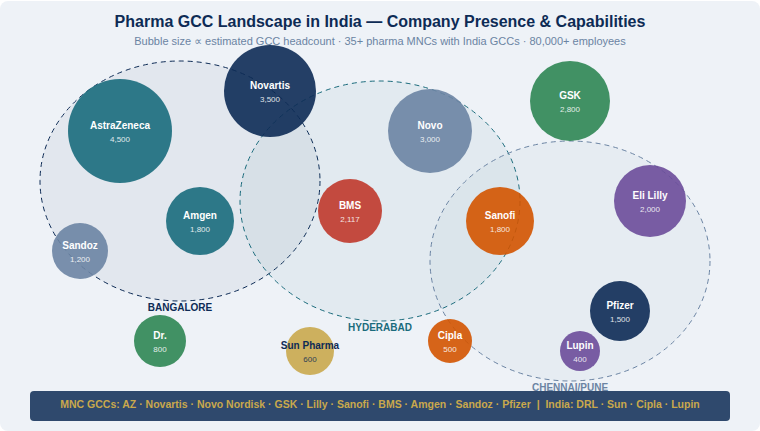 Pharma GCC Landscape in India — Company Presence & Capabilities
Bubble size ∝ estimated GCC headcount · 35+ pharma MNCs with India GCCs · 80,000+ employees
Novartis
3,500
GSK
2,800
AstraZeneca
4,500
Novo
3,000
Eli Lilly
2,000
BMS
2,117
Amgen
1,800
Sanofi
1,800
Sandoz
1,200
Pfizer
1,500
BANGALORE
HYDERABAD
Dr.
800
Sun Pharma
600
Cipla
500
Lupin
400
CHENNAI/PUNE
MNC GCCs: AZ · Novartis · Novo Nordisk · GSK · Lilly · Sanofi · BMS · Amgen · Sandoz · Pfizer | India: DRL · Sun · Cipla · Lupin